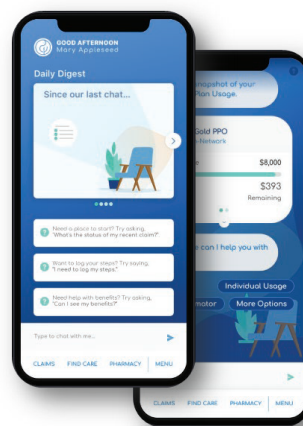 GOOD AFTERNOON
Mary Appleseed
Daily Digest
Since our last chat...
Need a place to start? Try asking,
"What's the status of my recent claim?"
Want to log your steps? Try saying,
"I need to log my steps."
Need help with benefits? Try asking,
"Can I see my benefits?"
Type to chat with me...
CLAIMS
FIND CARE
PHARMACY
MENU
snapshot of your
Plan Usage.
Gold PPO
Network
$8,000
$393
Remaining
can I help you with
Individual Usage
More Options
CLAIMS
FIND CARE
PHARMACY
MENU